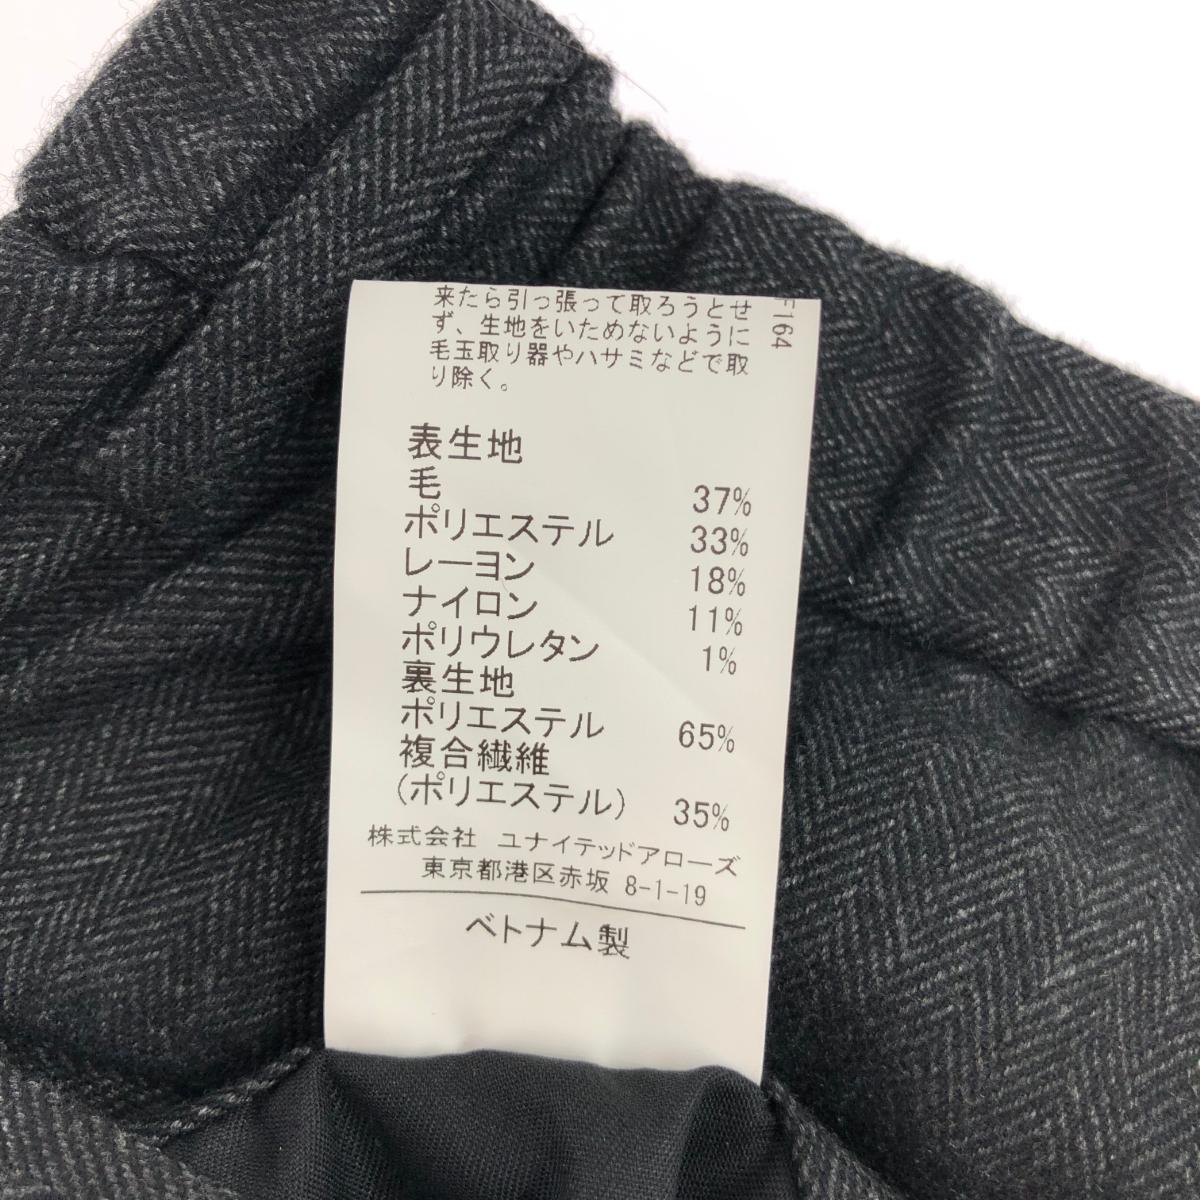 来たら引っ張って取ろうとせ
ず、生地をいためないように
毛玉取り器やハサミなどで取
り除く。
F164
表生地
毛 37%
ポリエステル 33%
レーヨン 18%
ナイロン 11%
ポリウレタン 1%
裏生地
ポリエステル 65%
複合繊維
(ポリエステル) 35%
株式会社 ユナイテッドアローズ
東京都港区赤坂 8-1-19
ベトナム製